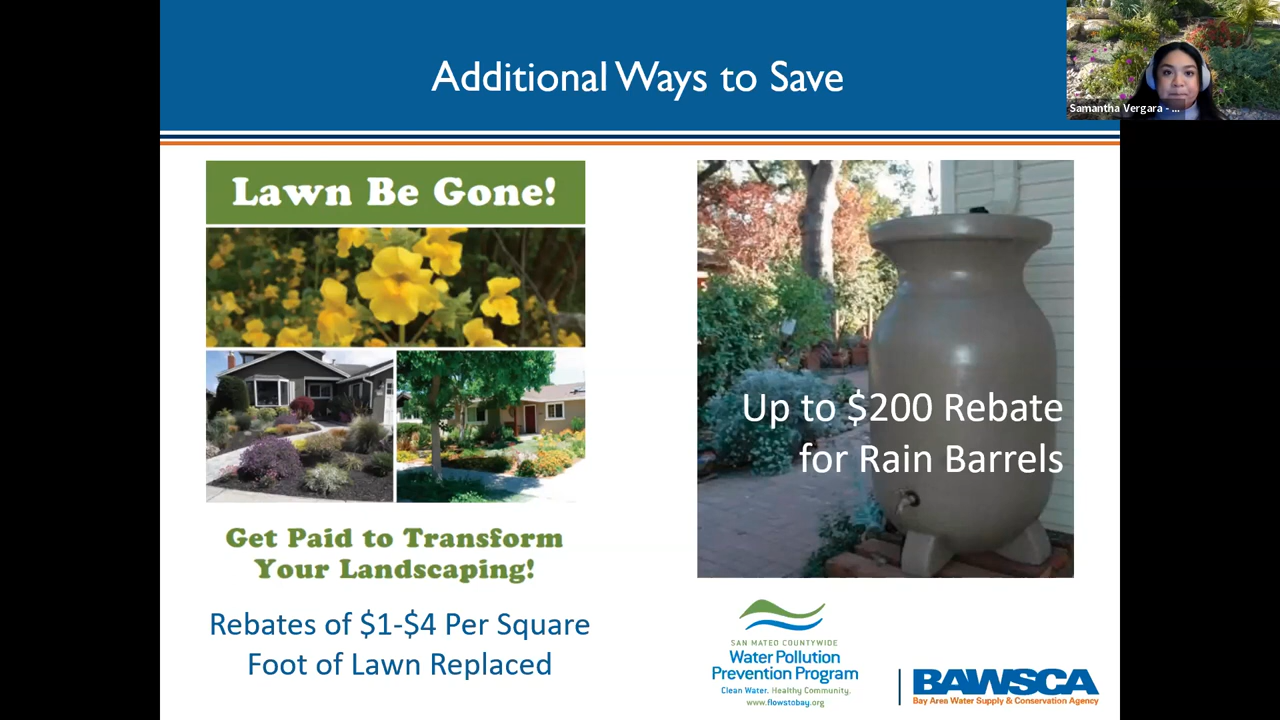 Additional Ways to Save
Samantha Vergara - ...
Lawn Be Gone!
Get Paid to Transform
Your Landscaping!
Rebates of $1-$4 Per Square
Foot of Lawn Replaced
Up to $200 Rebate
for Rain Barrels
SAN MATEO COUNTYWIDE
Water Pollution
Prevention Program
Clean Water. Healthy Community.
www.flowstobay.org
BAWSCA
Bay Area Water Supply & Conservation Agency